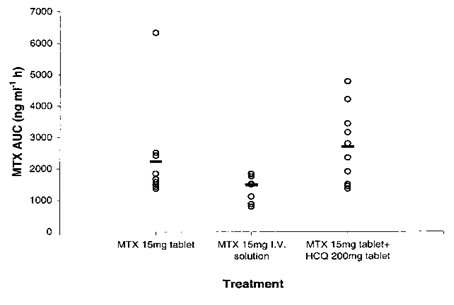 7000
6000
5000
4000
3000
2000
1000
0
MTX AUC (ng ml⁻¹ h)
MTX 15mg tablet
MTX 15mg I.V.
solution
MTX 15mg tablet+
HCQ 200mg tablet
Treatment